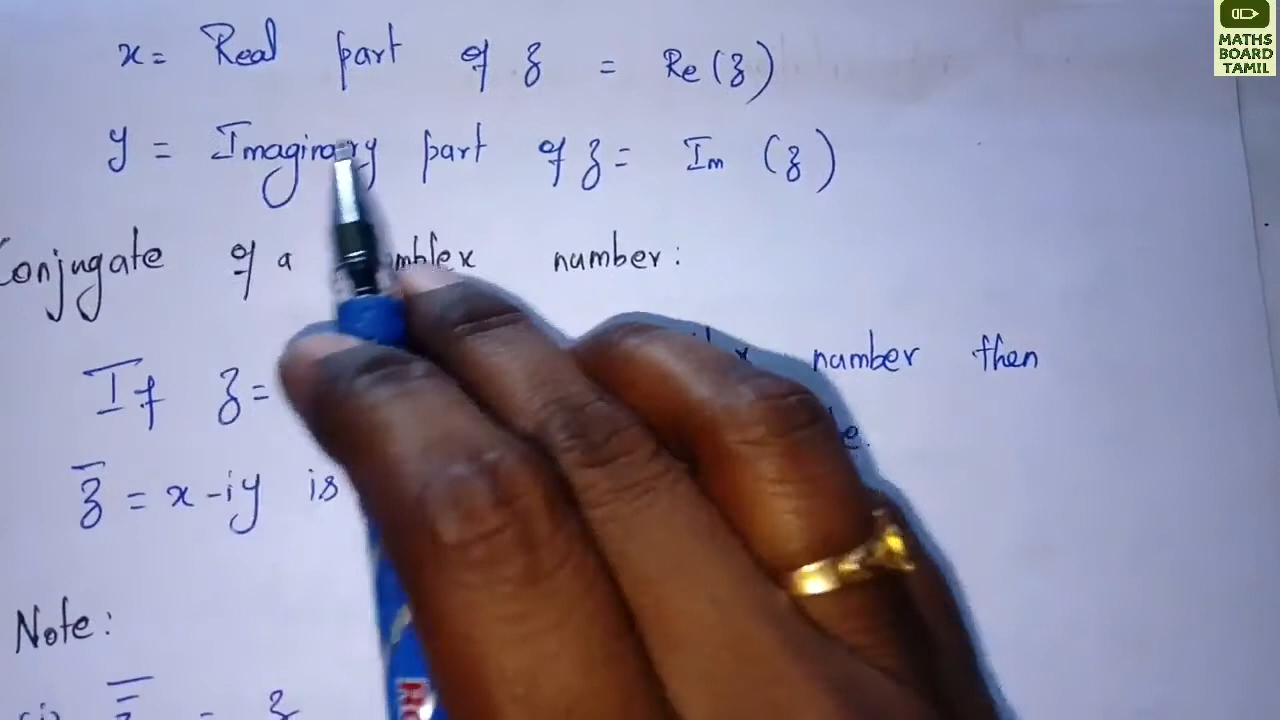 x = Real part of z = Re(z)
y = Imaginary part of z = Im (z)
Conjugate of a number:
If z = number then
z̅ = x - iy is
Note:
MATHS
BOARD
TAMIL